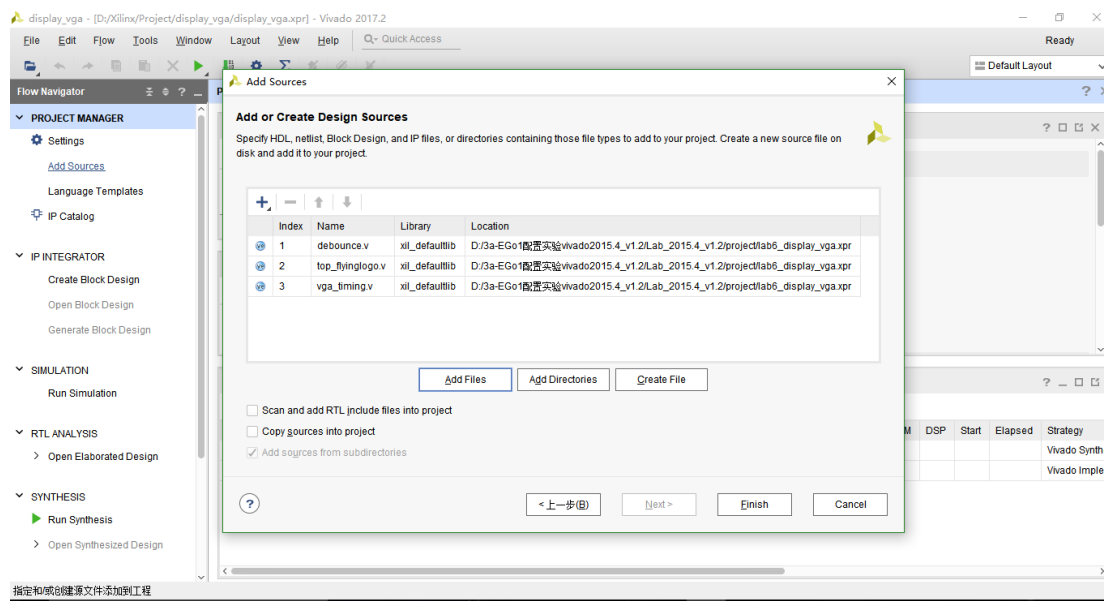 display_vga - [D:/Xilinx/Project/display_vga/display_vga.xpr] - Vivado 2017.2
File Edit Flow Tools Window Layout View Help Quick Access Ready
Default Layout
Flow Navigator ?
PROJECT MANAGER
Settings
Add Sources
Language Templates
IP Catalog
IP INTEGRATOR
Create Block Design
Open Block Design
Generate Block Design
SIMULATION
Run Simulation
RTL ANALYSIS
Open Elaborated Design
SYNTHESIS
Run Synthesis
Open Synthesized Design
Add Sources
Add or Create Design Sources
Specify HDL, netlist, Block Design, and IP files, or directories containing those file types to add to your project. Create a new source file on
disk and add it to your project.
Index Name Library Location
1 debounce.v xil_defaultlib D:/3a-EGo1配置实验vivado2015.4_v1.2/Lab_2015.4_v1.2/project/lab6_display_vga.xpr
2 top_flyinglogo.v xil_defaultlib D:/3a-EGo1配置实验vivado2015.4_v1.2/Lab_2015.4_v1.2/project/lab6_display_vga.xpr
3 vga_timing.v xil_defaultlib D:/3a-EGo1配置实验vivado2015.4_v1.2/Lab_2015.4_v1.2/project/lab6_display_vga.xpr
Add Files Add Directories Create File
Scan and add RTL include files into project
Copy sources into project
Add sources from subdirectories
? <上一步(B) Next > Finish Cancel
DSP Start Elapsed Strategy
Vivado Synth
Vivado Imple
指定和/或创建源文件添加到工程